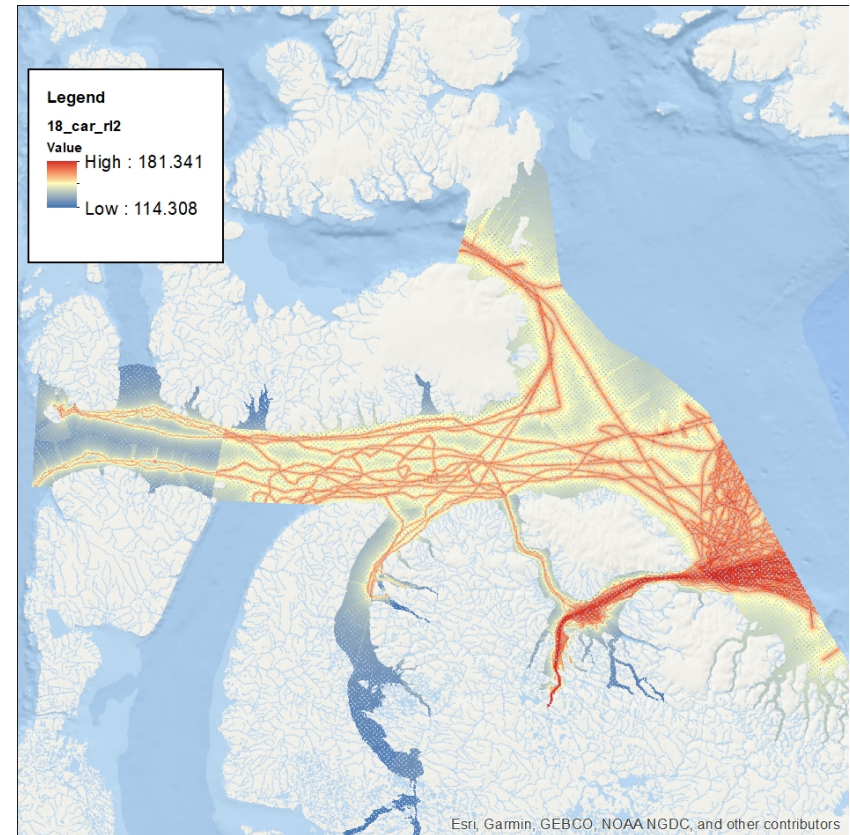 Legend
18_car_rl2
Value
High : 181.341
Low : 114.308
Esri, Garmin, GEBCO, NOAA NGDC, and other contributors